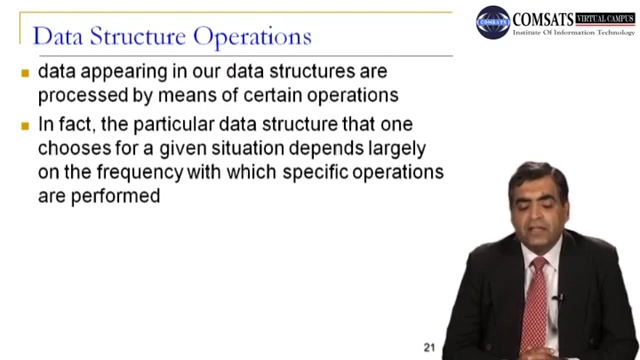 Data Structure Operations
COMSATS
VIRTUAL CAMPUS
Institute Of Information Technology
data appearing in our data structures are
processed by means of certain operations
In fact, the particular data structure that one
chooses for a given situation depends largely
on the frequency with which specific operations
are performed
21